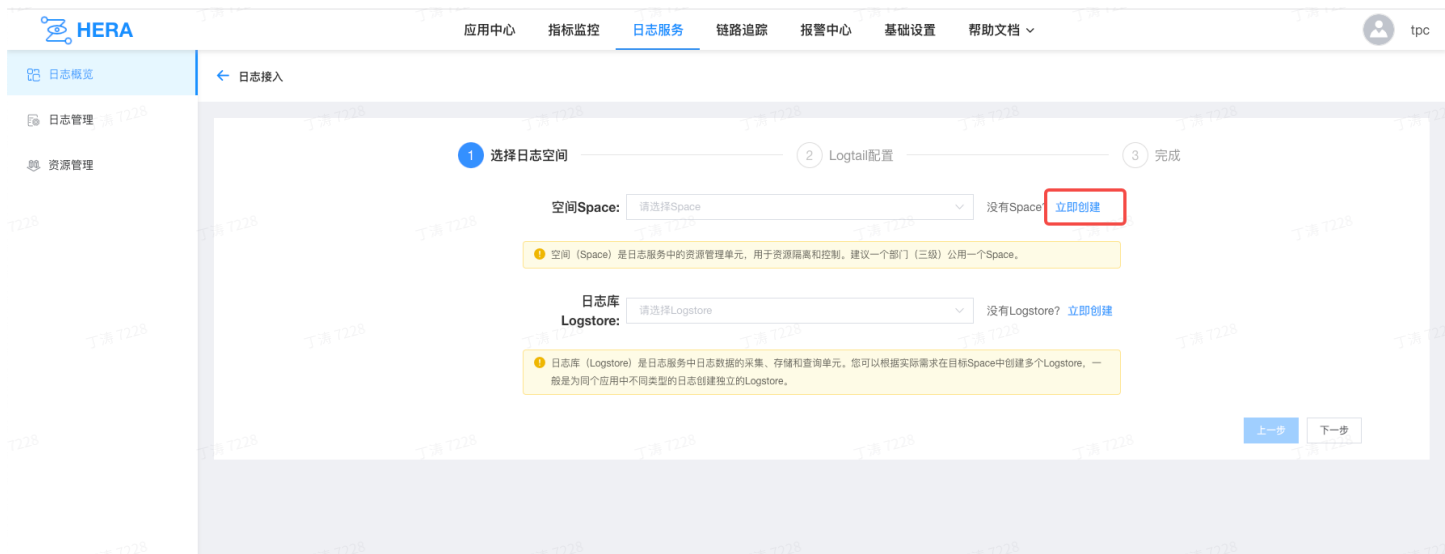 HERA
应用中心 指标监控 日志服务 链路追踪 报警中心 基础设置 帮助文档
tpc
日志概览
日志管理
资源管理
日志接入
1 选择日志空间
2 Logtail配置
3 完成
空间Space: 请选择Space 没有Space? 立即创建
空间（Space）是日志服务中的资源管理单元，用于资源隔离和控制。建议一个部门（三级）公用一个Space。
日志库
Logstore: 请选择Logstore 没有Logstore? 立即创建
日志库（Logstore）是日志服务中日志数据的采集、存储和查询单元。您可以根据实际需求在目标Space中创建多个Logstore，一
般是为同个应用中不同类型的日志创建独立的Logstore。
上一步 下一步
丁涛 7228